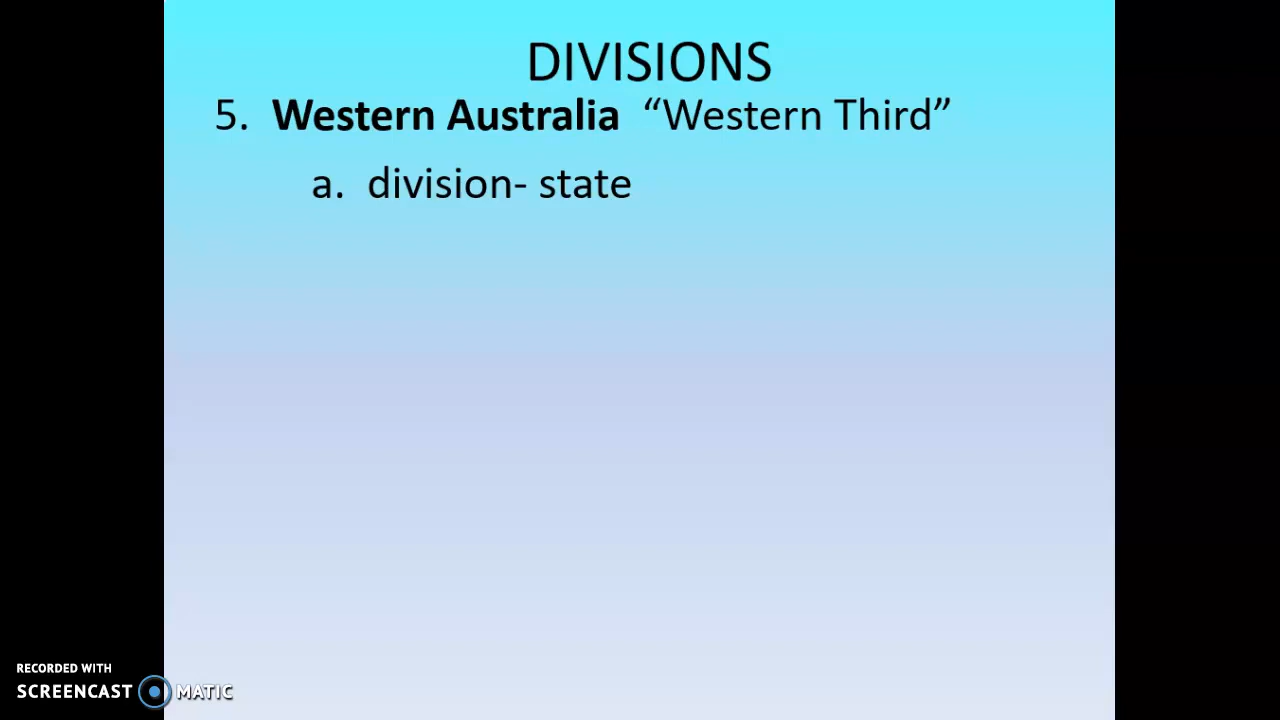 DIVISIONS
5. Western Australia “Western Third”
a. division- state
RECORDED WITH
SCREENCAST MATIC